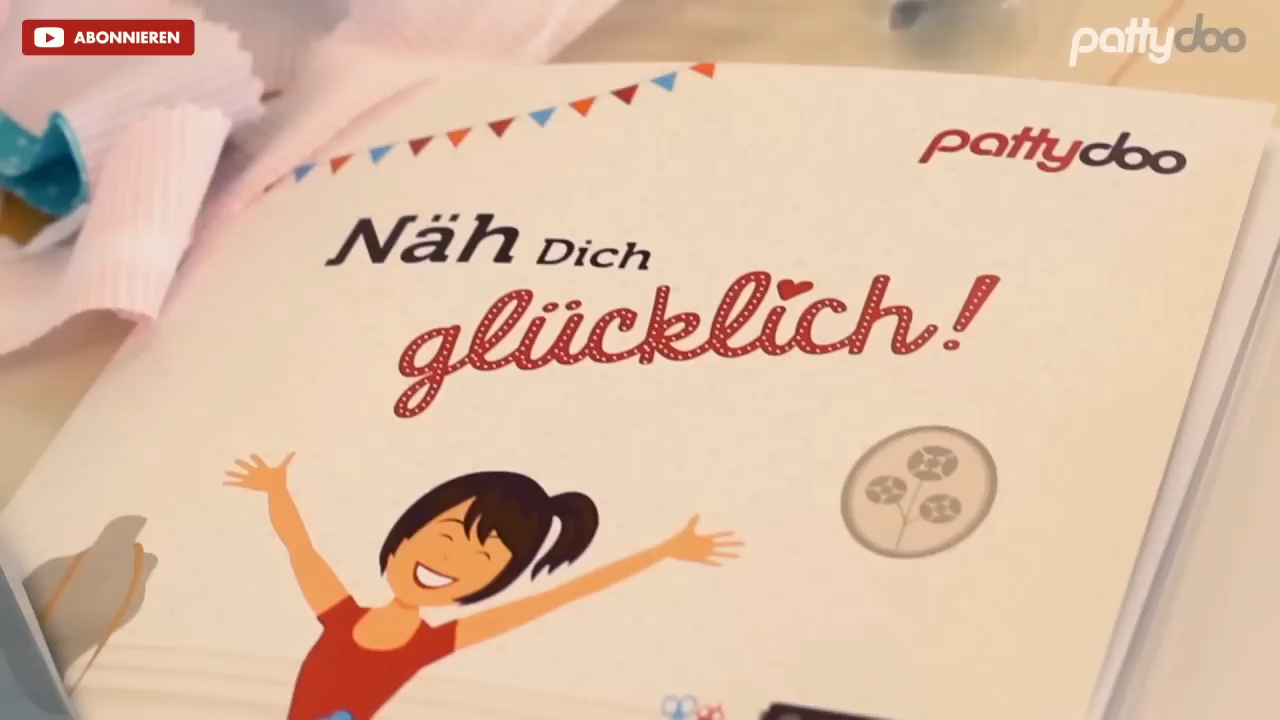 ABONNIEREN
pattydoo
pattydoo
Näh Dich
glücklich!